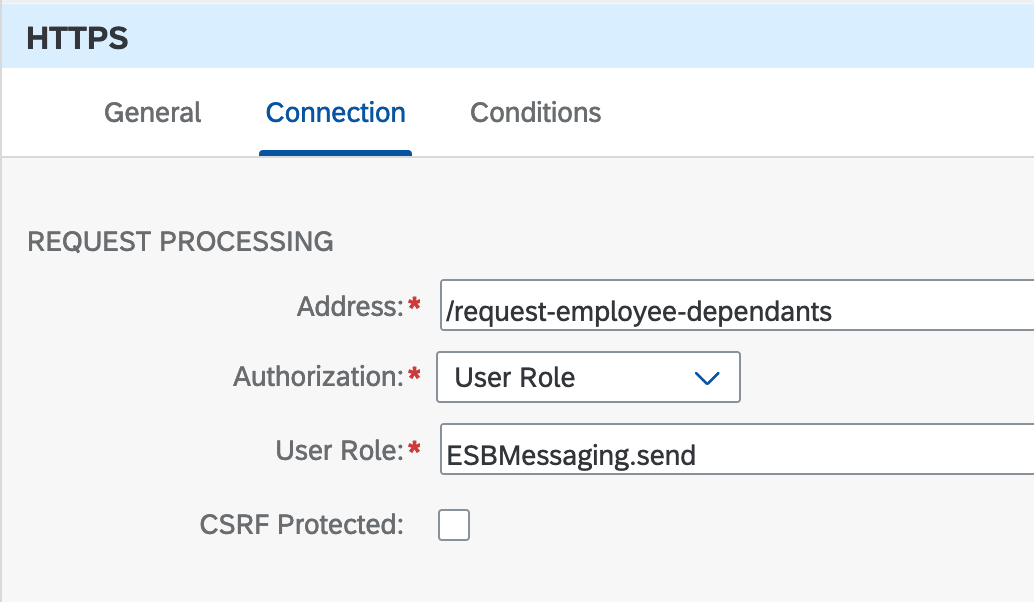 HTTPS
General Connection Conditions
REQUEST PROCESSING
Address:* /request-employee-dependants
Authorization:* User Role
User Role:* ESBMessaging.send
CSRF Protected: